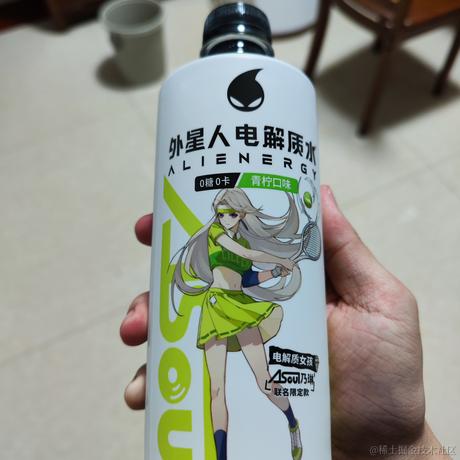 外星人电解质水
ALIENERGY
0糖0卡 青柠口味
ASOU
电解质女孩
ASoul乃琳
联名限定款
@稀土掘金技术社区